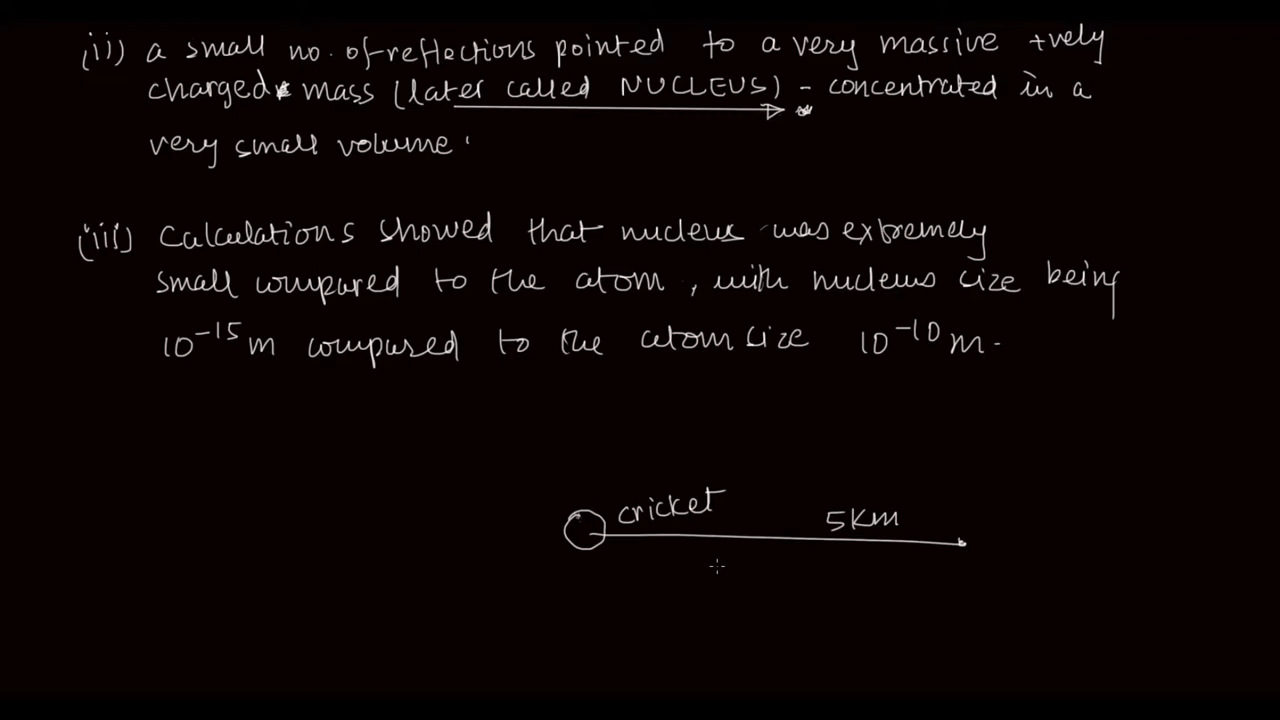 (ii) a small no. of reflections pointed to a very massive +vely
charged mass (later called NUCLEUS) - concentrated in a
very small volume.
(iii) Calculations showed that nucleus was extremely
small compared to the atom, with nucleus size being
10⁻¹⁵ m compared to the atom size 10⁻¹⁰ m.
cricket 5 Km